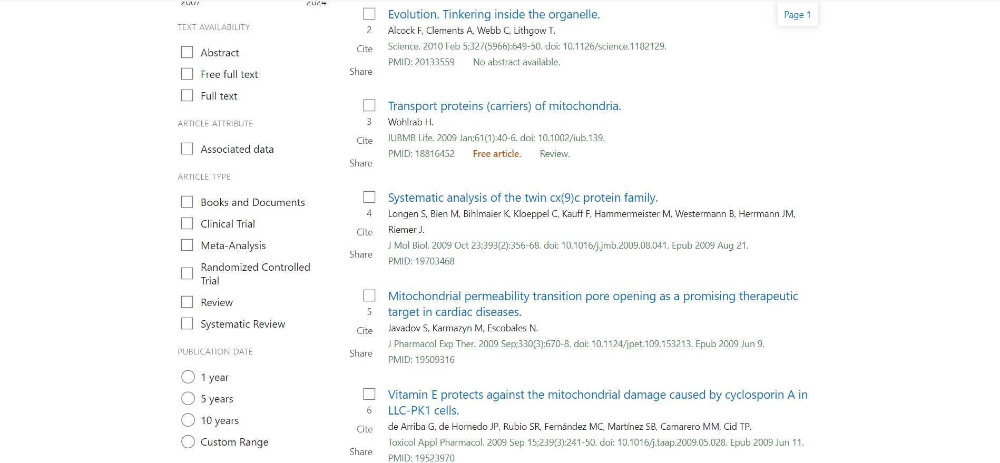 2007 2024
TEXT AVAILABILITY
Abstract
Free full text
Full text
ARTICLE ATTRIBUTE
Associated data
ARTICLE TYPE
Books and Documents
Clinical Trial
Meta-Analysis
Randomized Controlled
Trial
Review
Systematic Review
PUBLICATION DATE
1 year
5 years
10 years
Custom Range
Page 1
Evolution. Tinkering inside the organelle.
2
Alcock F, Clements A, Webb C, Lithgow T.
Cite
Science. 2010 Feb 5;327(5966):649-50. doi: 10.1126/science.1182129.
PMID: 20133559 No abstract available.
Share
Transport proteins (carriers) of mitochondria.
3
Wohlrab H.
Cite
IUBMB Life. 2009 Jan;61(1):40-6. doi: 10.1002/iub.139.
PMID: 18816452 Free article. Review.
Share
Systematic analysis of the twin cx(9)c protein family.
4
Longen S, Bien M, Bihlmaier K, Kloeppel C, Kauff F, Hammermeister M, Westermann B, Herrmann JM,
Riemer J.
Cite
J Mol Biol. 2009 Oct 23;393(2):356-68. doi: 10.1016/j.jmb.2009.08.041. Epub 2009 Aug 21.
Share
PMID: 19703468
Mitochondrial permeability transition pore opening as a promising therapeutic
target in cardiac diseases.
5
Javadov S, Karmazyn M, Escobales N.
Cite
J Pharmacol Exp Ther. 2009 Sep;330(3):670-8. doi: 10.1124/jpet.109.153213. Epub 2009 Jun 9.
Share
PMID: 19509316
Vitamin E protects against the mitochondrial damage caused by cyclosporin A in
LLC-PK1 cells.
6
de Arriba G, de Hornedo JP, Rubio SR, Fernández MC, Martínez SB, Camarero MM, Cid TP.
Cite
Toxicol Appl Pharmacol. 2009 Sep 15;239(3):241-50. doi: 10.1016/j.taap.2009.05.028. Epub 2009 Jun 11.
Share
PMID: 19523970